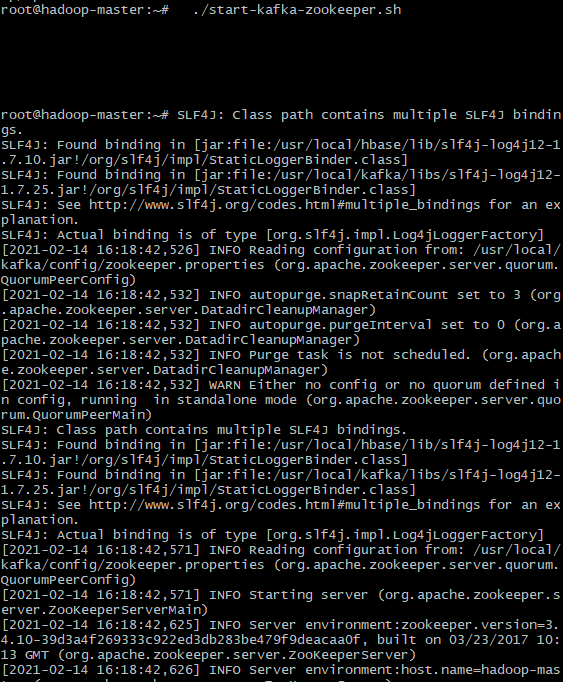 root@hadoop-master:~#   ./start-kafka-zookeeper.sh
root@hadoop-master:~# SLF4J: Class path contains multiple SLF4J bindin
gs.
SLF4J: Found binding in [jar:file:/usr/local/hbase/lib/slf4j-log4j12-1
.7.10.jar!/org/slf4j/impl/StaticLoggerBinder.class]
SLF4J: Found binding in [jar:file:/usr/local/kafka/libs/slf4j-log4j12-
1.7.25.jar!/org/slf4j/impl/StaticLoggerBinder.class]
SLF4J: See http://www.slf4j.org/codes.html#multiple_bindings for an ex
planation.
SLF4J: Actual binding is of type [org.slf4j.impl.Log4jLoggerFactory]
[2021-02-14 16:18:42,526] INFO Reading configuration from: /usr/local/
kafka/config/zookeeper.properties (org.apache.zookeeper.server.quorum.
QuorumPeerConfig)
[2021-02-14 16:18:42,532] INFO autopurge.snapRetainCount set to 3 (org
.apache.zookeeper.server.DatadirCleanupManager)
[2021-02-14 16:18:42,532] INFO autopurge.purgeInterval set to 0 (org.a
pache.zookeeper.server.DatadirCleanupManager)
[2021-02-14 16:18:42,532] INFO Purge task is not scheduled. (org.apach
e.zookeeper.server.DatadirCleanupManager)
[2021-02-14 16:18:42,532] WARN Either no config or no quorum defined i
n config, running  in standalone mode (org.apache.zookeeper.server.quo
rum.QuorumPeerMain)
SLF4J: Class path contains multiple SLF4J bindings.
SLF4J: Found binding in [jar:file:/usr/local/hbase/lib/slf4j-log4j12-1
.7.10.jar!/org/slf4j/impl/StaticLoggerBinder.class]
SLF4J: Found binding in [jar:file:/usr/local/kafka/libs/slf4j-log4j12-
1.7.25.jar!/org/slf4j/impl/StaticLoggerBinder.class]
SLF4J: See http://www.slf4j.org/codes.html#multiple_bindings for an ex
planation.
SLF4J: Actual binding is of type [org.slf4j.impl.Log4jLoggerFactory]
[2021-02-14 16:18:42,571] INFO Reading configuration from: /usr/local/
kafka/config/zookeeper.properties (org.apache.zookeeper.server.quorum.
QuorumPeerConfig)
[2021-02-14 16:18:42,571] INFO Starting server (org.apache.zookeeper.s
erver.ZooKeeperServerMain)
[2021-02-14 16:18:42,625] INFO Server environment:zookeeper.version=3.
4.10-39d3a4f269333c922ed3db283be479f9deacaa0f, built on 03/23/2017 10:
13 GMT (org.apache.zookeeper.server.ZooKeeperServer)
[2021-02-14 16:18:42,626] INFO Server environment:host.name=hadoop-mas